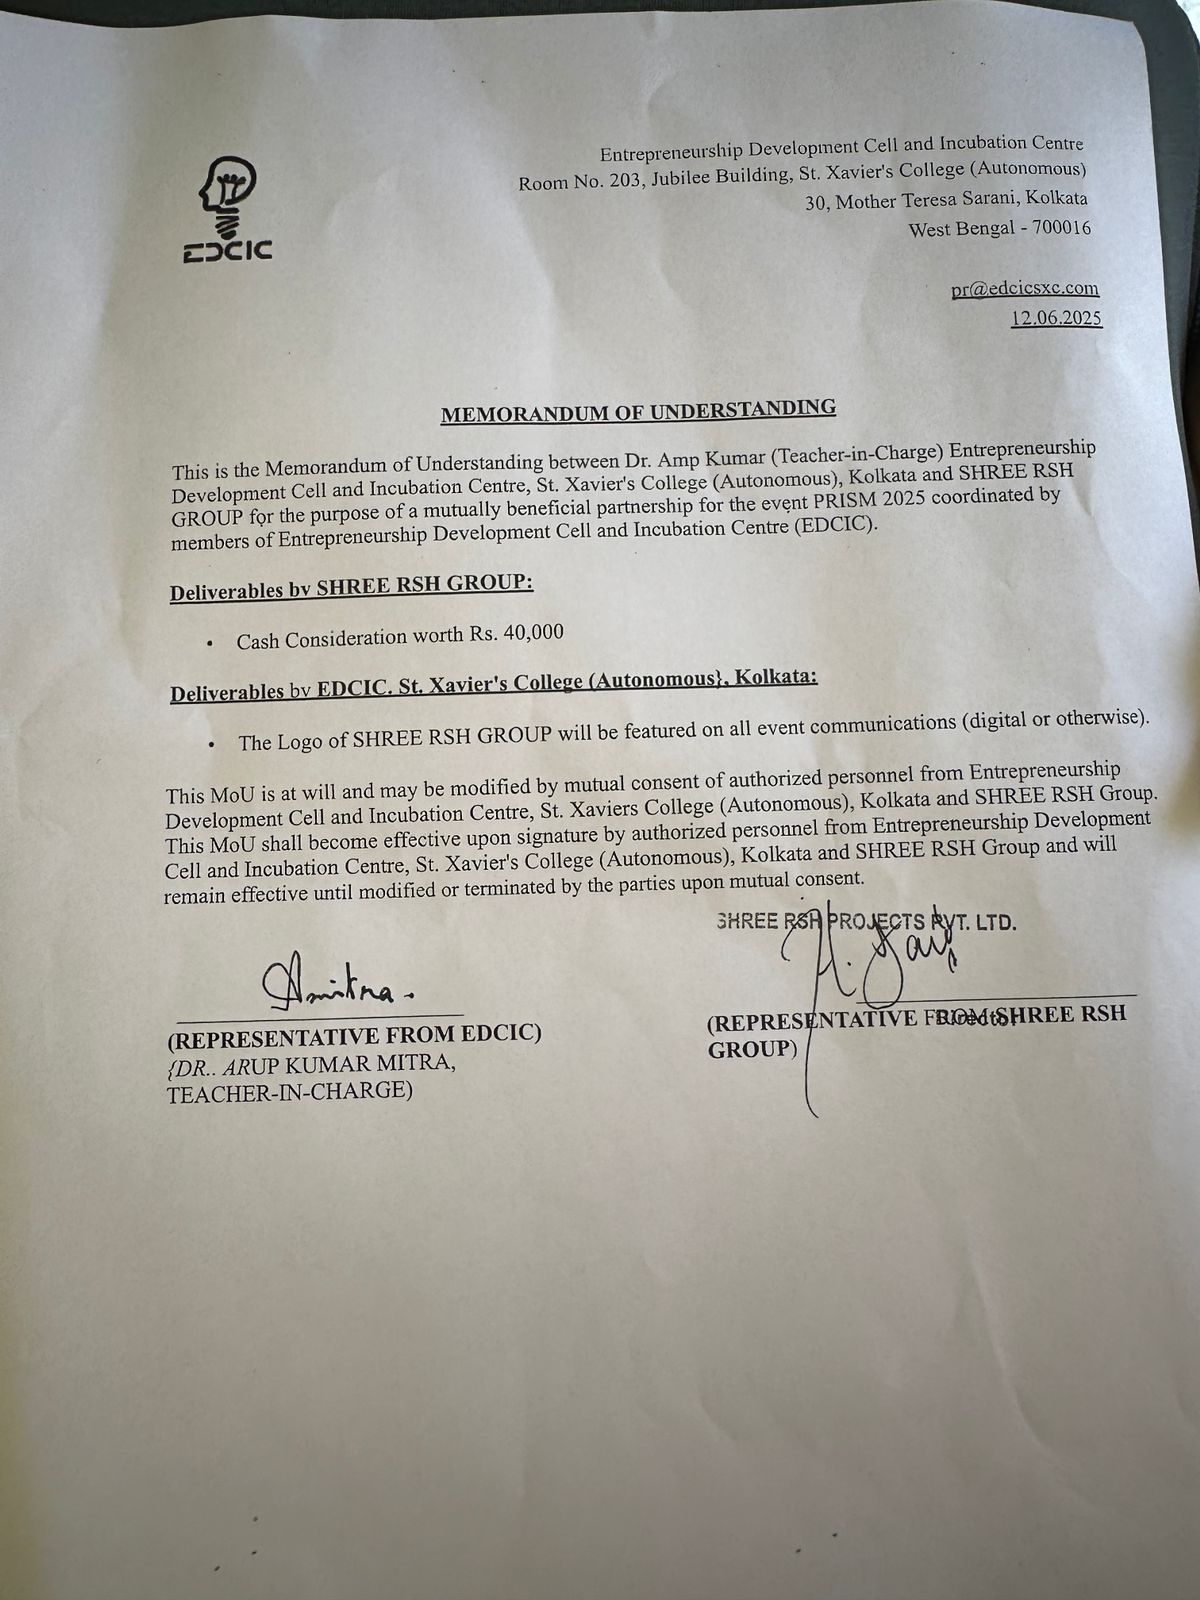 EDCIC
Entrepreneurship Development Cell and Incubation Centre
Room No. 203, Jubilee Building, St. Xavier's College (Autonomous)
30, Mother Teresa Sarani, Kolkata
West Bengal - 700016
pr@edcicsxc.com
12.06.2025
MEMORANDUM OF UNDERSTANDING
This is the Memorandum of Understanding between Dr. Amp Kumar (Teacher-in-Charge) Entrepreneurship
Development Cell and Incubation Centre, St. Xavier's College (Autonomous), Kolkata and SHREE RSH
GROUP for the purpose of a mutually beneficial partnership for the event PRISM 2025 coordinated by
members of Entrepreneurship Development Cell and Incubation Centre (EDCIC).
Deliverables bv SHREE RSH GROUP:
• Cash Consideration worth Rs. 40,000
Deliverables bv EDCIC. St. Xavier's College (Autonomous}, Kolkata:
• The Logo of SHREE RSH GROUP will be featured on all event communications (digital or otherwise).
This MoU is at will and may be modified by mutual consent of authorized personnel from Entrepreneurship
Development Cell and Incubation Centre, St. Xaviers College (Autonomous), Kolkata and SHREE RSH Group.
This MoU shall become effective upon signature by authorized personnel from Entrepreneurship Development
Cell and Incubation Centre, St. Xavier's College (Autonomous), Kolkata and SHREE RSH Group and will
remain effective until modified or terminated by the parties upon mutual consent.
SHREE RSH PROJECTS PVT. LTD.
Amitra.
(REPRESENTATIVE FROM EDCIC)
{DR.. ARUP KUMAR MITRA,
TEACHER-IN-CHARGE)
Director
(REPRESENTATIVE FROM SHREE RSH
GROUP)